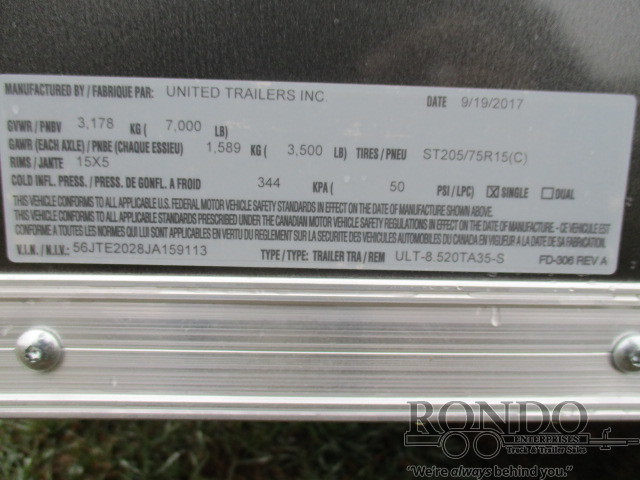 MANUFACTURED BY / FABRIQUE PAR: UNITED TRAILERS INC. DATE 9/19/2017
GVWR / PNBV 3,178 KG ( 7,000 LB)
GAWR (EACH AXLE) / PNBE (CHAQUE ESSIEU) 1,589 KG ( 3,500 LB) TIRES / PNEU ST205/75R15(C)
RIMS / JANTE 15X5
COLD INFL. PRESS. / PRESS. DE GONFL. A FROID 344 KPA ( 50 PSI / LPC) ☒ SINGLE ☐ DUAL
THIS VEHICLE CONFORMS TO ALL APPLICABLE U.S. FEDERAL MOTOR VEHICLE SAFETY STANDARDS IN EFFECT ON THE DATE OF MANUFACTURE SHOWN ABOVE.
THIS VEHICLE CONFORMS TO ALL APPLICABLE STANDARDS PRESCRIBED UNDER THE CANADIAN MOTOR VEHICLE SAFETY REGULATIONS IN EFFECT ON THE DATE OF MANUFACTURE - CE VEHICULE EST
CONFORME A TOUTES LES NORMES QUI LUI SONT APPLICABLES EN VERTU DU REGLEMENT SUR LA SECURITE DES VEHICULES AUTOMOBILES DU CANADA EN VIGUEUR A LA DATE DE SA FABRICATION.
V.I.N. / N.I.V.: 56JTE2028JA159113 TYPE / TYPE: TRAILER TRA / REM ULT-8.520TA35-S FD-306 REV A
RONDO
ENTERPRISES
Truck & Trailer Sales
"We're always behind you."